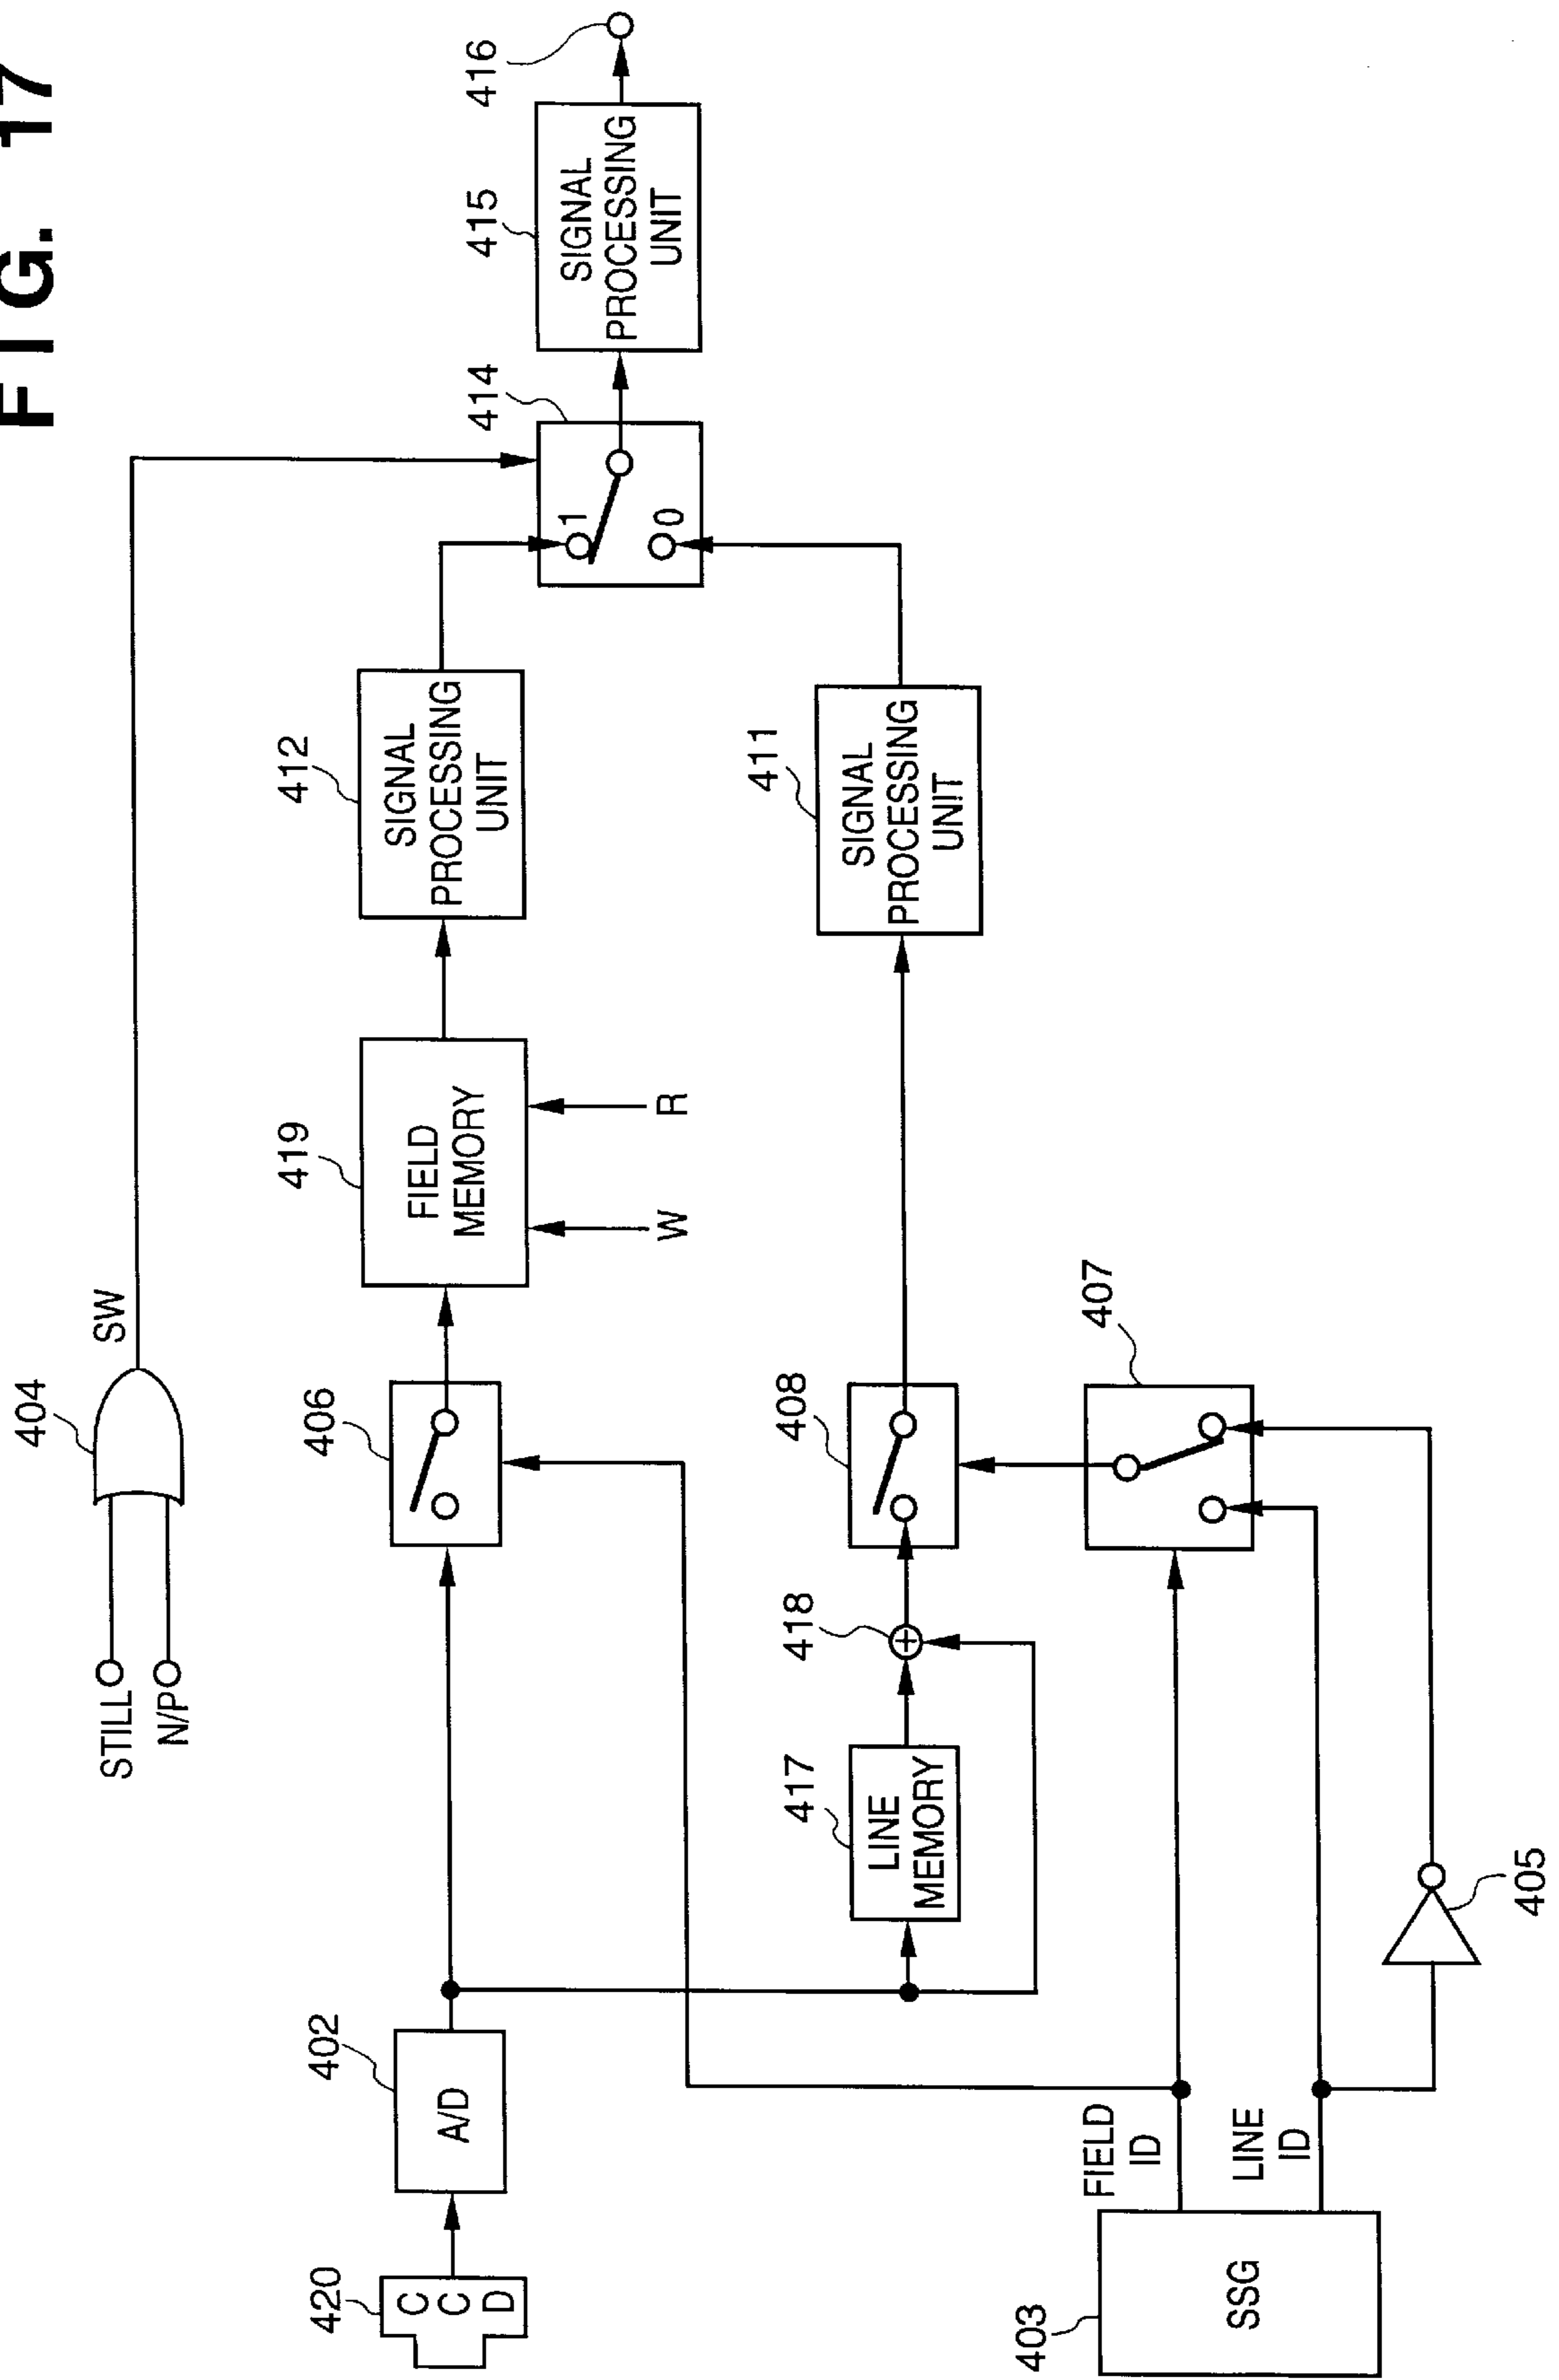 FIG. 17
404
SW
STILL
N/P
420
C
C
D
402
A/D
406
419
FIELD
MEMORY
W
R
412
SIGNAL
PROCESSING
UNIT
414
1
0
415
SIGNAL
PROCESSING
UNIT
416
417
LINE
MEMORY
418
408
411
SIGNAL
PROCESSING
UNIT
407
403
SSG
FIELD
ID
LINE
ID
405